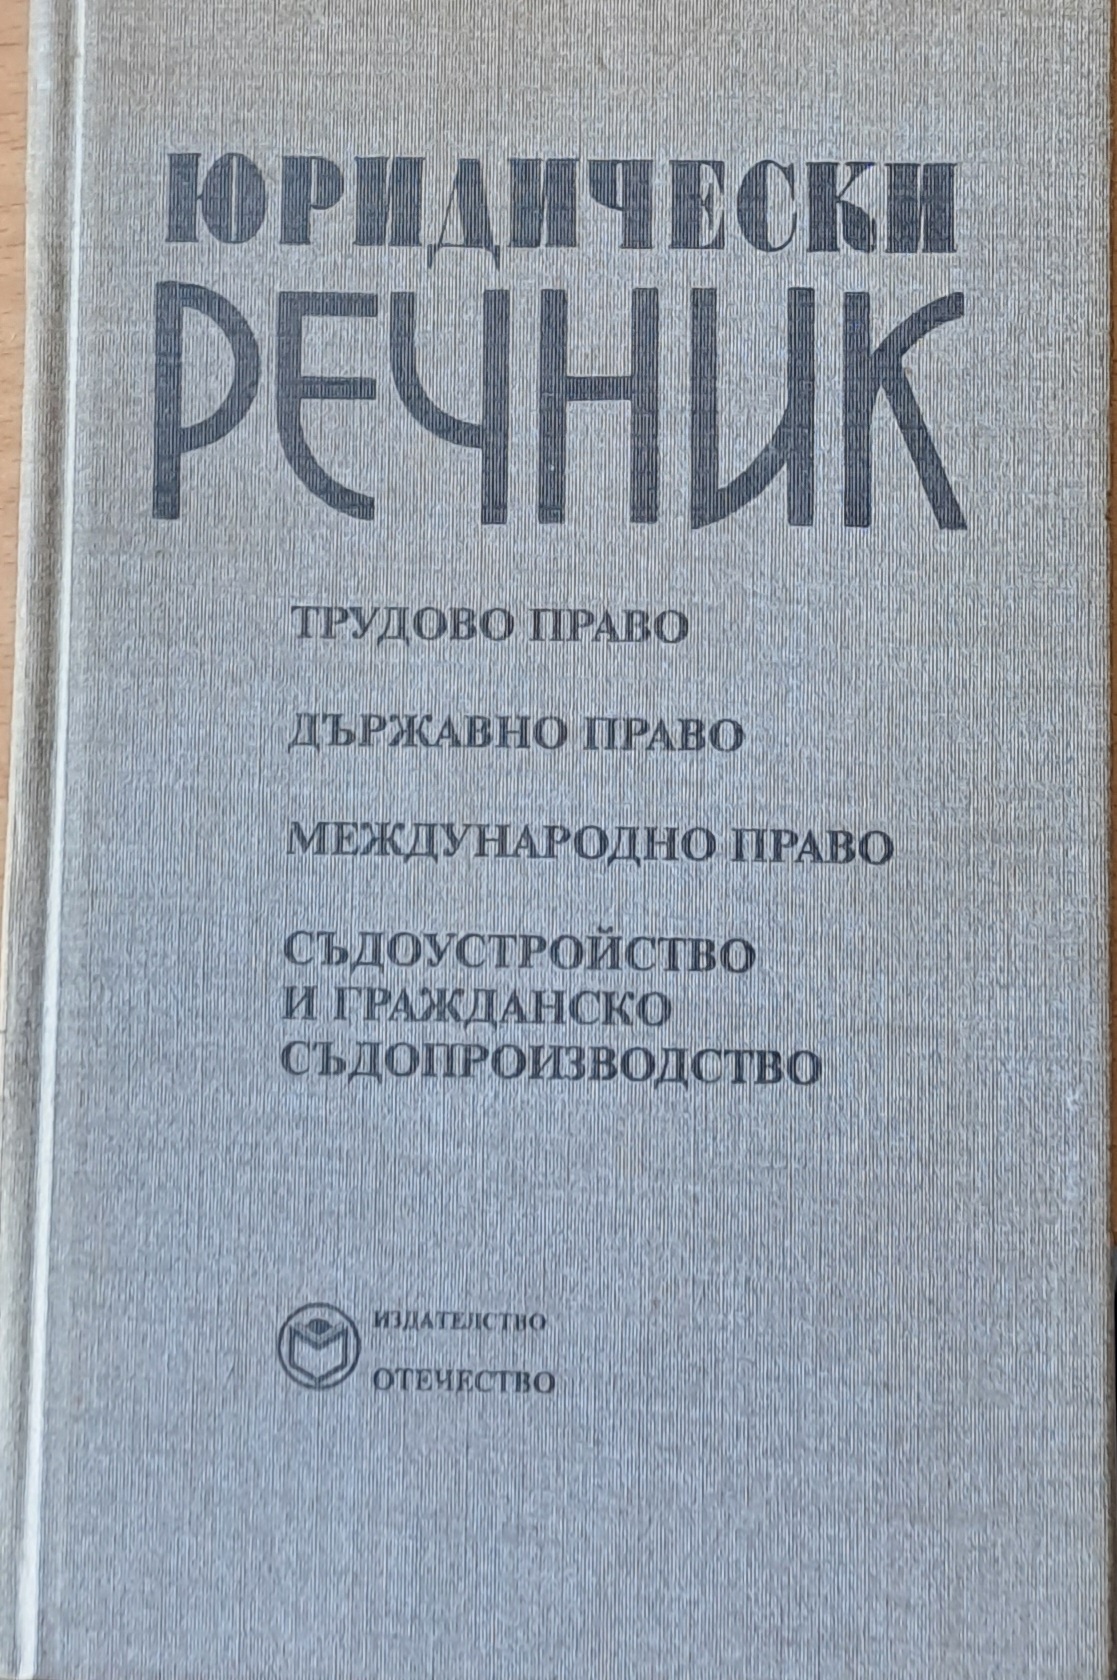 ЮРИДИЧЕСКИ
РЕЧНИК
ТРУДОВО ПРАВО
ДЪРЖАВНО ПРАВО
МЕЖДУНАРОДНО ПРАВО
СЪДОУСТРОЙСТВО
И ГРАЖДАНСКО
СЪДОПРОИЗВОДСТВО
ИЗДАТЕЛСТВО
ОТЕЧЕСТВО